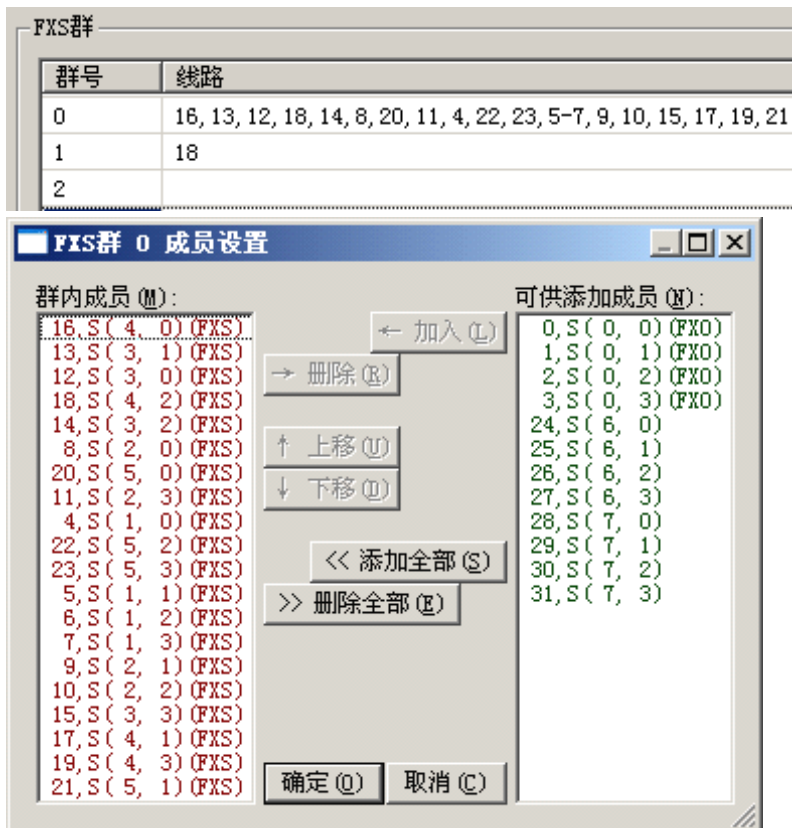 FXS群
群号 线路
0 16, 13, 12, 18, 14, 8, 20, 11, 4, 22, 23, 5-7, 9, 10, 15, 17, 19, 21
1 18
2
FXS群 0 成员设置
群内成员(M):
可供添加成员(N):
16,S( 4, 0)(FXS)
13,S( 3, 1)(FXS)
12,S( 3, 0)(FXS)
18,S( 4, 2)(FXS)
14,S( 3, 2)(FXS)
8,S( 2, 0)(FXS)
20,S( 5, 0)(FXS)
11,S( 2, 3)(FXS)
4,S( 1, 0)(FXS)
22,S( 5, 2)(FXS)
23,S( 5, 3)(FXS)
5,S( 1, 1)(FXS)
6,S( 1, 2)(FXS)
7,S( 1, 3)(FXS)
9,S( 2, 1)(FXS)
10,S( 2, 2)(FXS)
15,S( 3, 3)(FXS)
17,S( 4, 1)(FXS)
19,S( 4, 3)(FXS)
21,S( 5, 1)(FXS)
← 加入(L)
→ 删除(R)
↑ 上移(U)
↓ 下移(D)
<< 添加全部(S)
>> 删除全部(E)
确定(O)
取消(C)
0,S( 0, 0)(FXO)
1,S( 0, 1)(FXO)
2,S( 0, 2)(FXO)
3,S( 0, 3)(FXO)
24,S( 6, 0)
25,S( 6, 1)
26,S( 6, 2)
27,S( 6, 3)
28,S( 7, 0)
29,S( 7, 1)
30,S( 7, 2)
31,S( 7, 3)